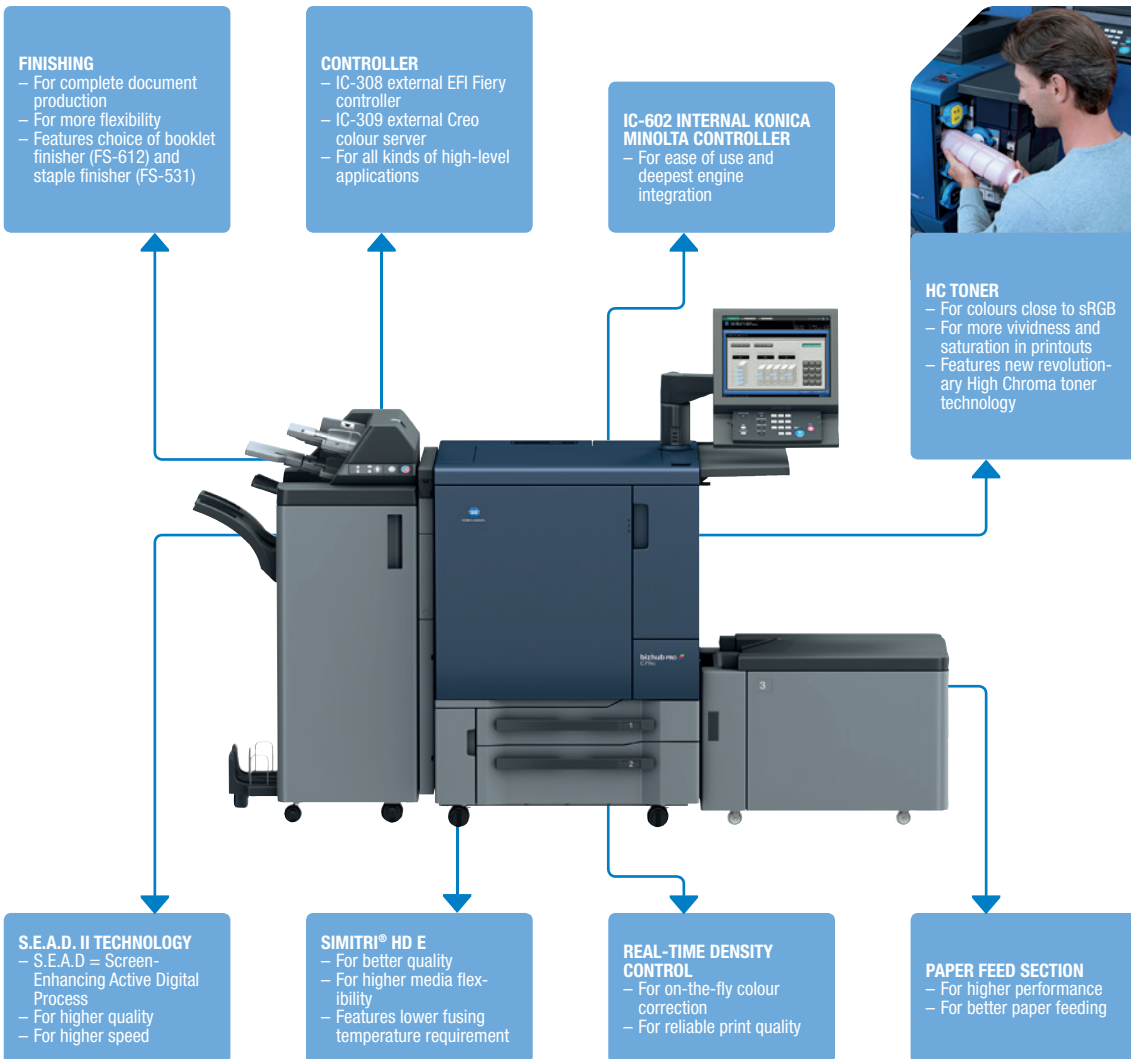 FINISHING
– For complete document
production
– For more flexibility
– Features choice of booklet
finisher (FS-612) and
staple finisher (FS-531)
CONTROLLER
– IC-308 external EFI Fiery
controller
– IC-309 external Creo
colour server
– For all kinds of high-level
applications
IC-602 INTERNAL KONICA
MINOLTA CONTROLLER
– For ease of use and
deepest engine
integration
HC TONER
– For colours close to sRGB
– For more vividness and
saturation in printouts
– Features new revolution-
ary High Chroma toner
technology
bizhub PRO
3
1
2
S.E.A.D. II TECHNOLOGY
– S.E.A.D = Screen-
Enhancing Active Digital
Process
– For higher quality
– For higher speed
SIMITRI® HD E
– For better quality
– For higher media flex-
ibility
– Features lower fusing
temperature requirement
REAL-TIME DENSITY
CONTROL
– For on-the-fly colour
correction
– For reliable print quality
PAPER FEED SECTION
– For higher performance
– For better paper feeding